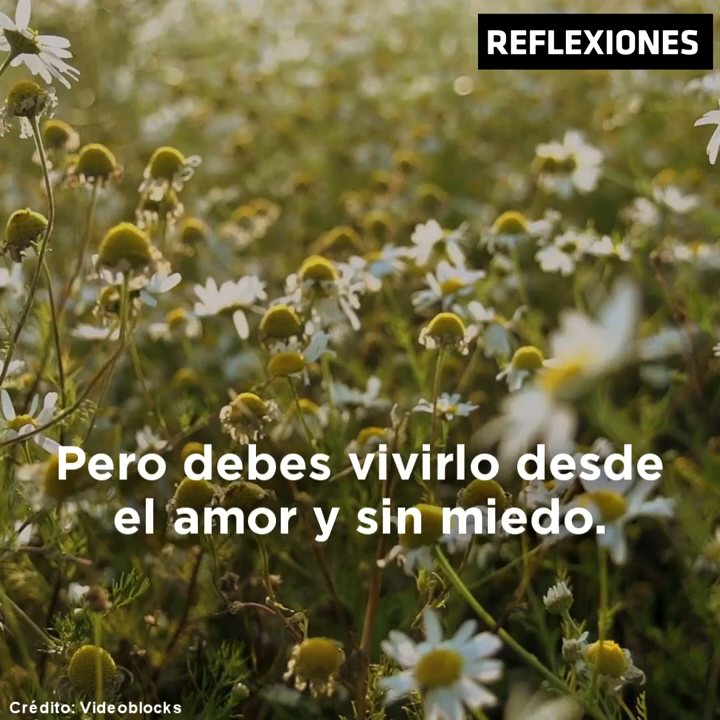 REFLEXIONES
Pero debes vivirlo desde
el amor y sin miedo.
Crédito: Videoblocks